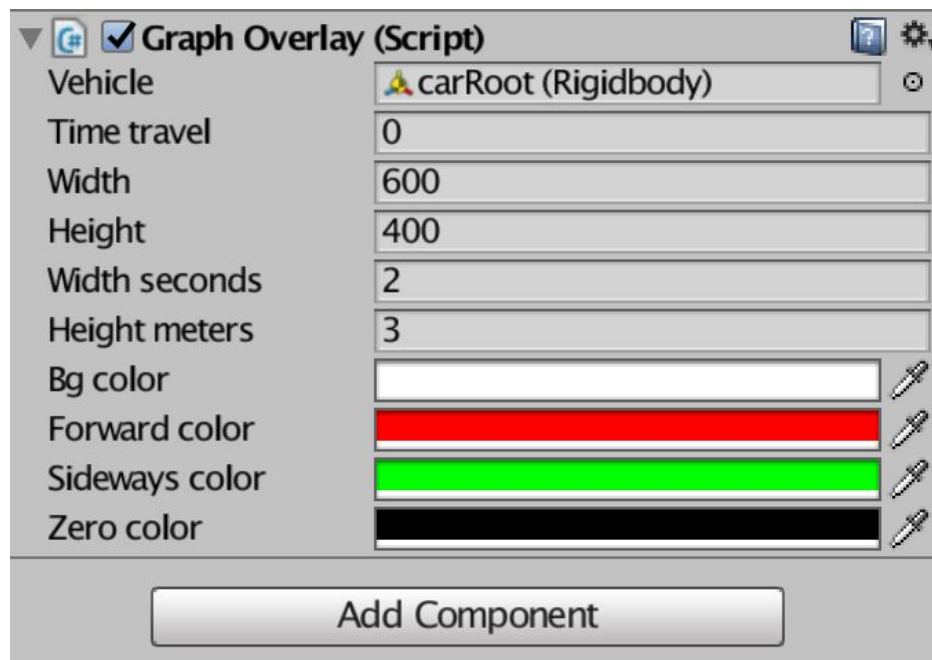 Graph Overlay (Script)
Vehicle carRoot (Rigidbody)
Time travel 0
Width 600
Height 400
Width seconds 2
Height meters 3
Bg color
Forward color
Sideways color
Zero color
Add Component